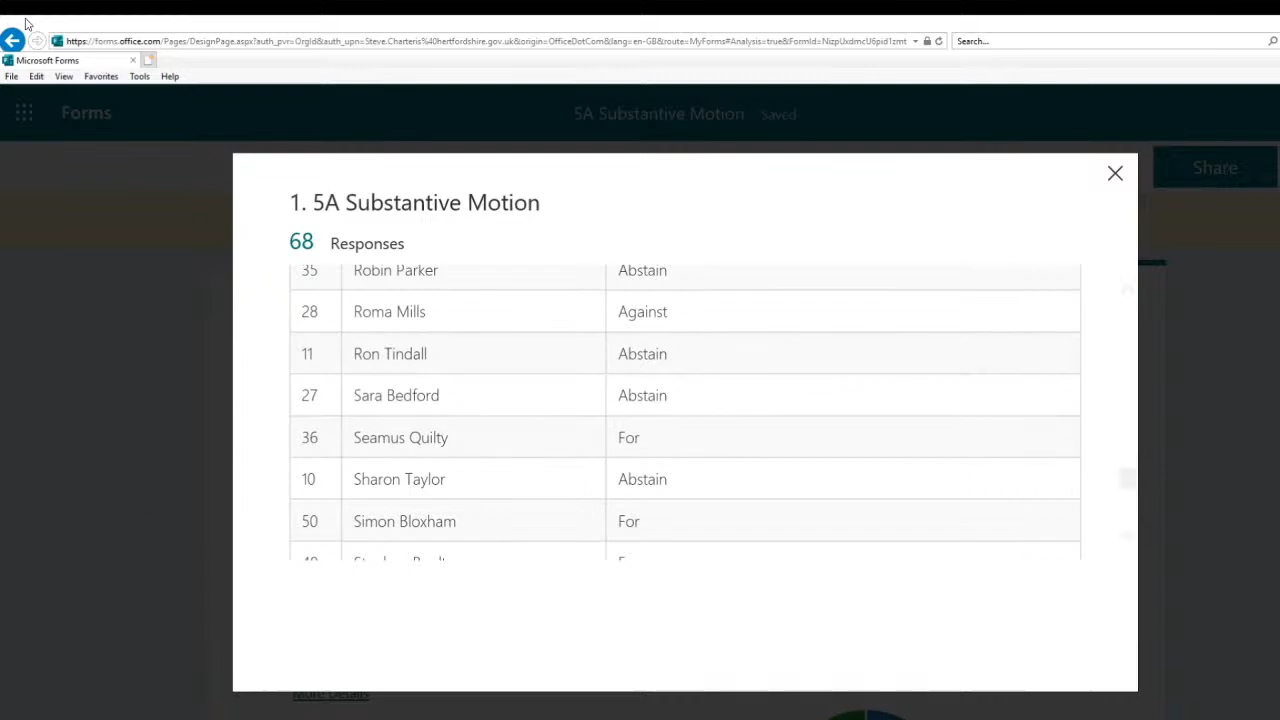 https://forms.office.com/Pages/DesignPage.aspx?auth_pvr=OrgId&auth_upn=Steve.Charteris%40hertfordshire.gov.uk&origin=OfficeDotCom&lang=en-GB&route=MyForms#Analysis=true&FormId=NizpUxdmcU6pid1zmt
Search...
Microsoft Forms
File Edit View Favorites Tools Help
Forms
5A Substantive Motion Saved
Share
1. 5A Substantive Motion
68 Responses
35 Robin Parker Abstain
28 Roma Mills Against
11 Ron Tindall Abstain
27 Sara Bedford Abstain
36 Seamus Quilty For
10 Sharon Taylor Abstain
50 Simon Bloxham For
More Details